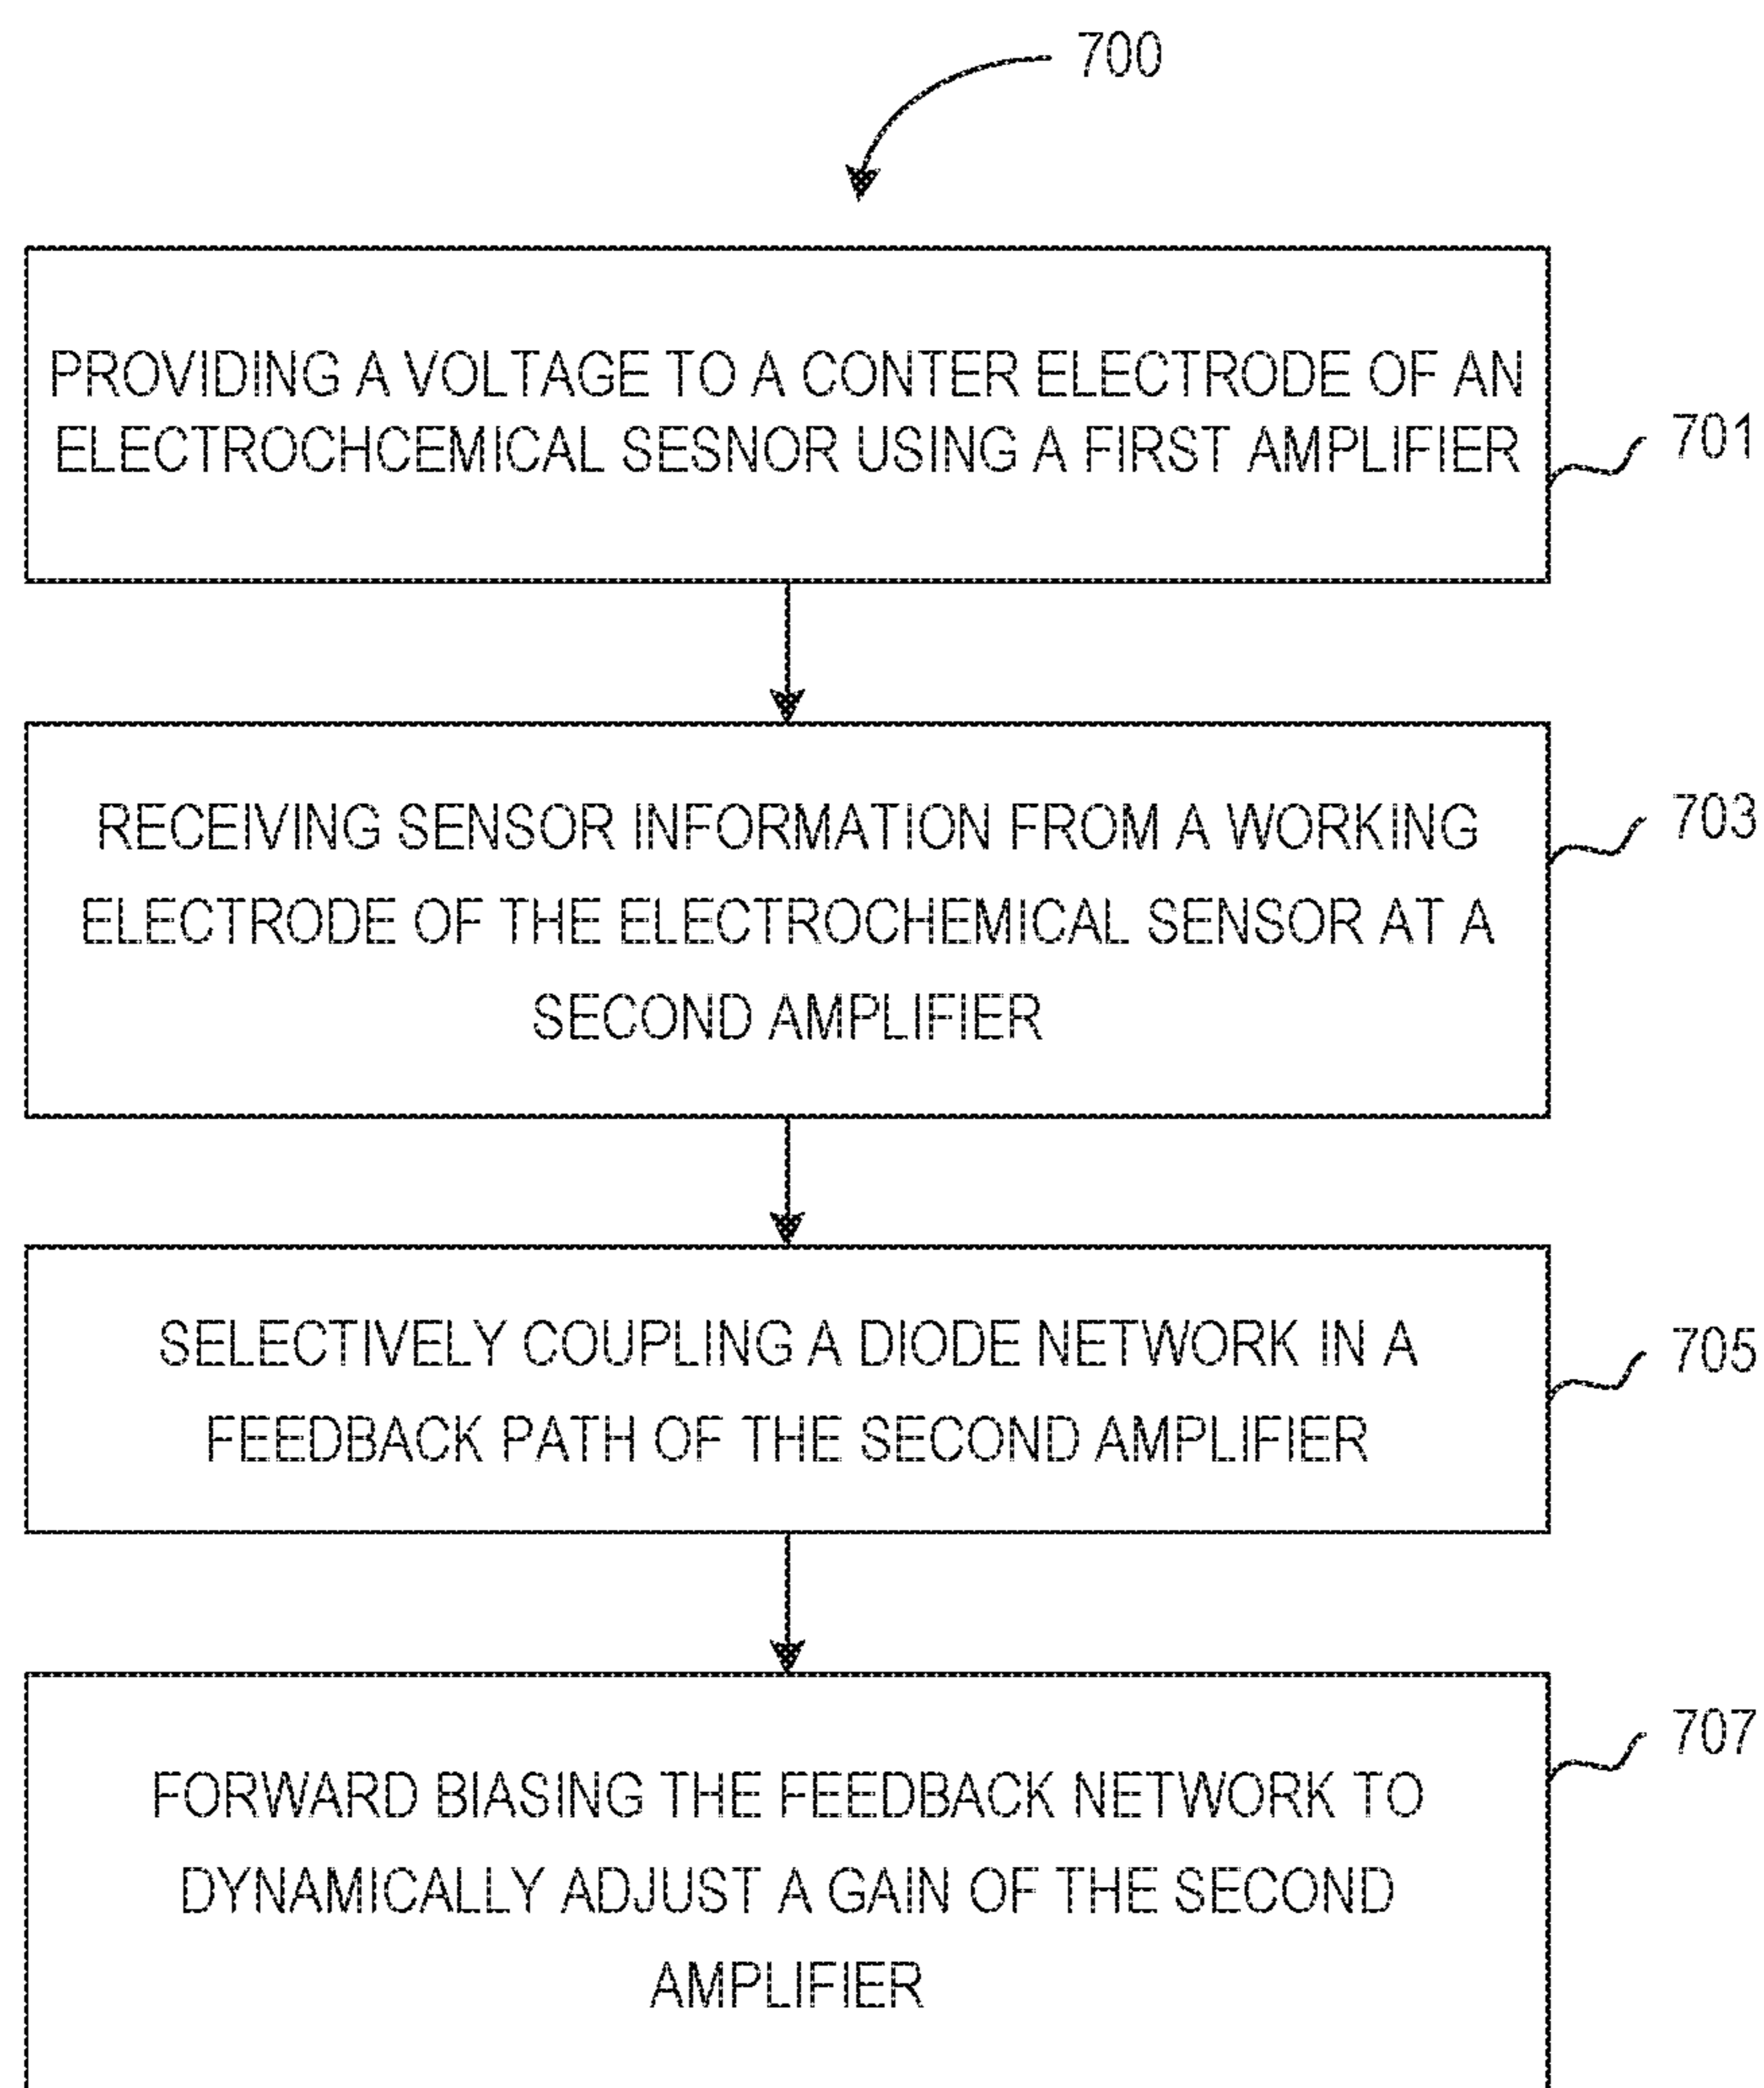 700
PROVIDING A VOLTAGE TO A CONTER ELECTRODE OF AN
ELECTROCHCEMICAL SESNOR USING A FIRST AMPLIFIER
701
RECEIVING SENSOR INFORMATION FROM A WORKING
ELECTRODE OF THE ELECTROCHEMICAL SENSOR AT A
SECOND AMPLIFIER
703
SELECTIVELY COUPLING A DIODE NETWORK IN A
FEEDBACK PATH OF THE SECOND AMPLIFIER
705
FORWARD BIASING THE FEEDBACK NETWORK TO
DYNAMICALLY ADJUST A GAIN OF THE SECOND
AMPLIFIER
707